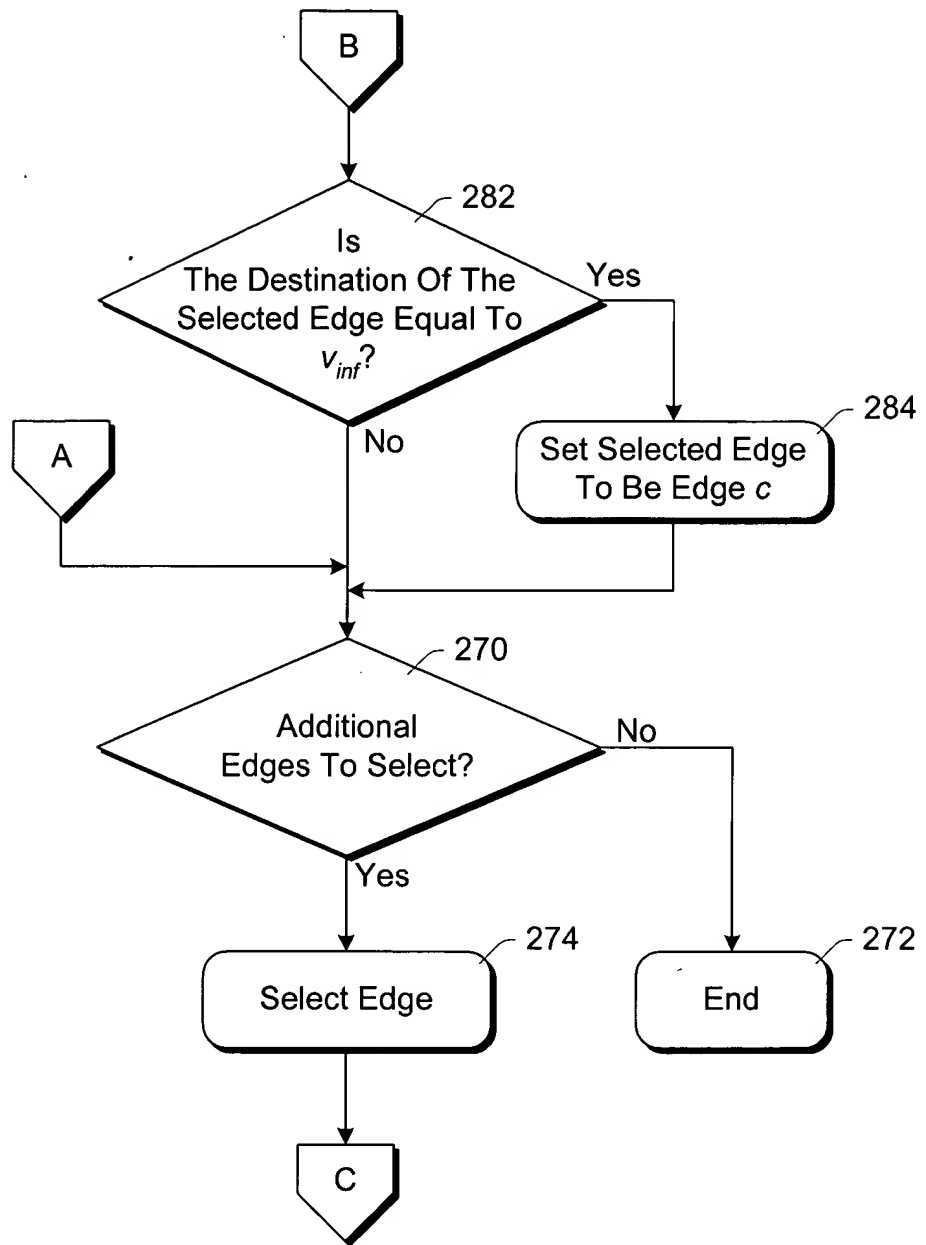 B
282
Is
The Destination Of The
Selected Edge Equal To
v_inf?
Yes
No
284
Set Selected Edge
To Be Edge c
A
270
Additional
Edges To Select?
No
Yes
274
Select Edge
272
End
C